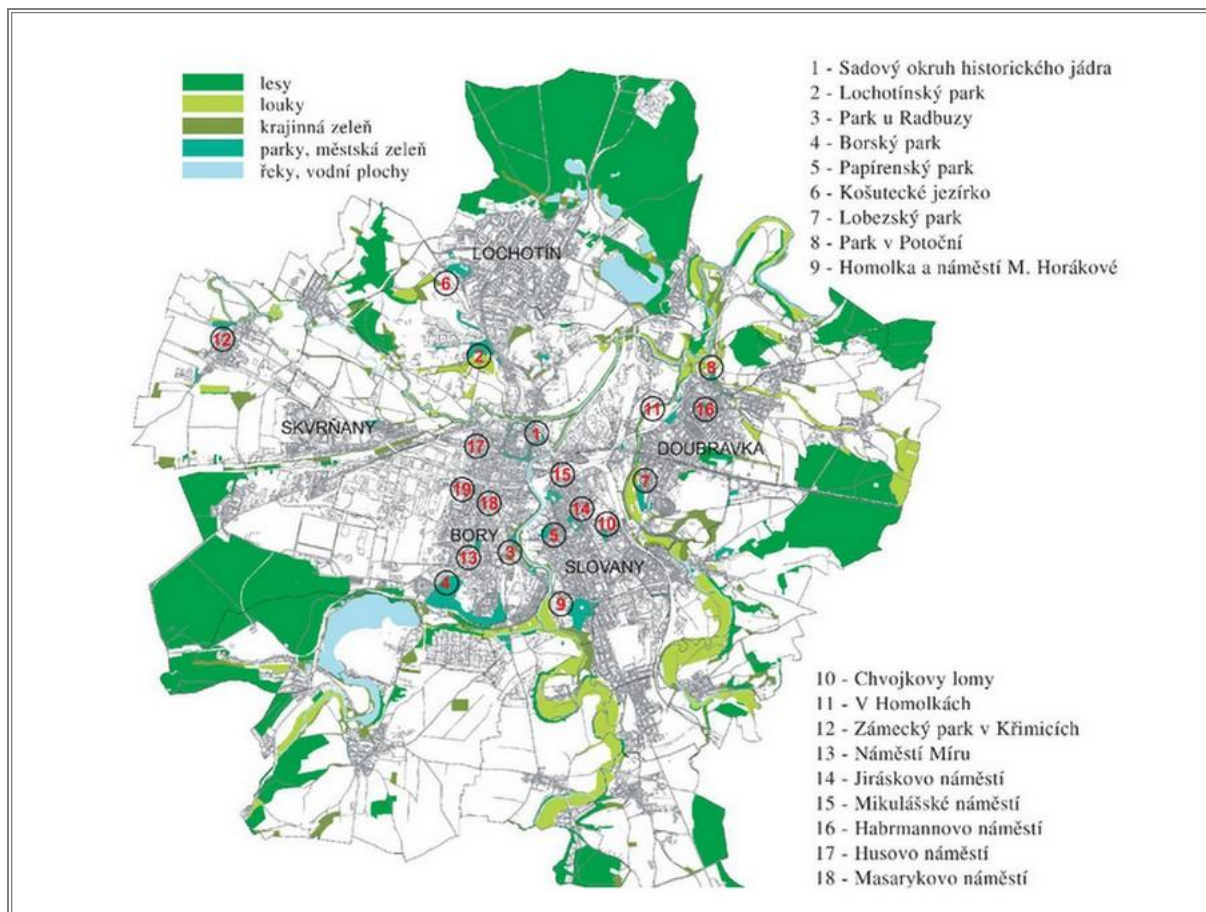 lesy
louky
krajinná zeleň
parky, městská zeleň
řeky, vodní plochy
1 - Sadový okruh historického jádra
2 - Lochotínský park
3 - Park u Radbuzy
4 - Borský park
5 - Papírenský park
6 - Košutecké jezírko
7 - Lobezský park
8 - Park v Potoční
9 - Homolka a náměstí M. Horákové
LOCHOTÍN
6
12
2
8
11
16
SKVRŇANY
1
17
DOUBRAVKA
15
7
19
18
14
10
BORY
5
13
3
SLOVANY
4
9
10 - Chvojkovy lomy
11 - V Homolkách
12 - Zámecký park v Křimicích
13 - Náměstí Míru
14 - Jiráskovo náměstí
15 - Mikulášské náměstí
16 - Habrmannovo náměstí
17 - Husovo náměstí
18 - Masarykovo náměstí